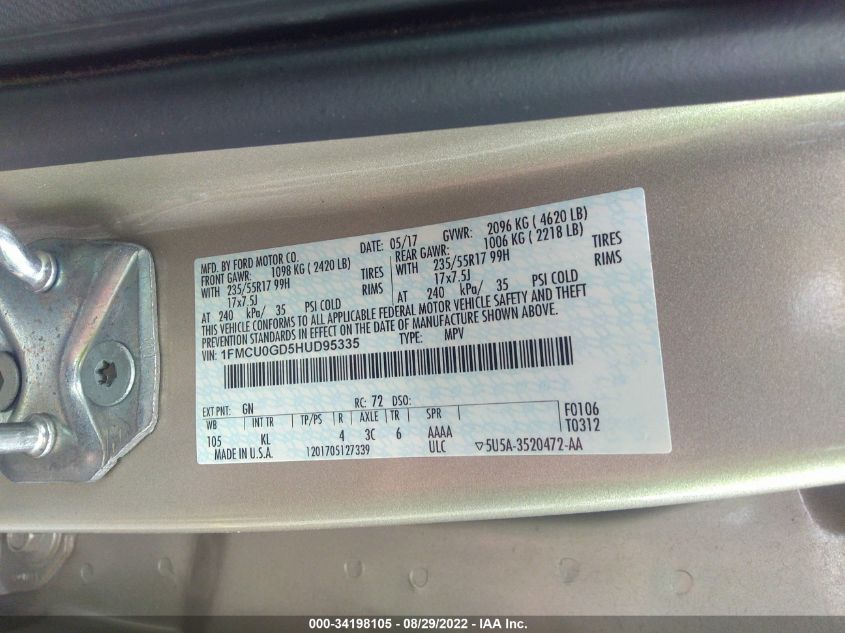 MFD. BY FORD MOTOR CO. DATE: 05/17 GVWR: 2096 KG ( 4620 LB)
FRONT GAWR: 1098 KG ( 2420 LB) REAR GAWR: 1006 KG ( 2218 LB)
WITH 235/55R17 99H TIRES WITH 235/55R17 99H TIRES
17x7.5J RIMS 17x7.5J RIMS
AT 240 kPa/ 35 PSI COLD AT 240 kPa/ 35 PSI COLD
THIS VEHICLE CONFORMS TO ALL APPLICABLE FEDERAL MOTOR VEHICLE SAFETY AND THEFT
PREVENTION STANDARDS IN EFFECT ON THE DATE OF MANUFACTURE SHOWN ABOVE.
VIN: 1FMCU0GD5HUD95335 TYPE: MPV
EXT PNT: GN RC: 72 DSO: F0106
WB INT TR TP/PS R AXLE TR SPR T0312
105 KL 4 3C 6 AAAA
MADE IN U.S.A. 1201705127339 ULC ▽5U5A-3520472-AA
000-34198105 - 08/29/2022 - IAA Inc.